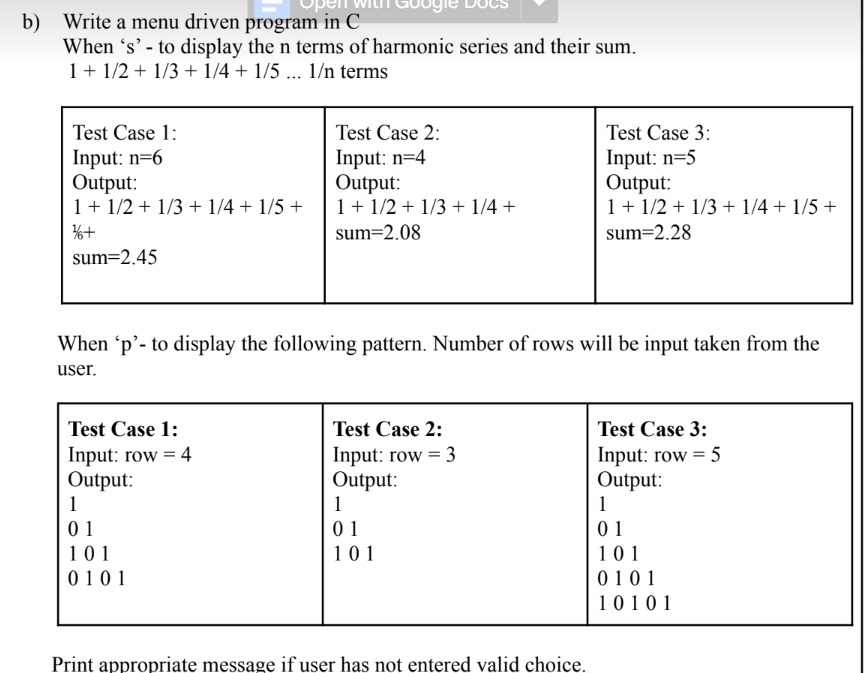 Open with Google Docs
b) Write a menu driven program in C
When ‘s’ - to display the n terms of harmonic series and their sum.
1 + 1/2 + 1/3 + 1/4 + 1/5 ... 1/n terms
Test Case 1:
Input: n=6
Output:
1 + 1/2 + 1/3 + 1/4 + 1/5 +
⅙+
sum=2.45
Test Case 2:
Input: n=4
Output:
1 + 1/2 + 1/3 + 1/4 +
sum=2.08
Test Case 3:
Input: n=5
Output:
1 + 1/2 + 1/3 + 1/4 + 1/5 +
sum=2.28
When ‘p’- to display the following pattern. Number of rows will be input taken from the
user.
Test Case 1:
Input: row = 4
Output:
1
0 1
1 0 1
0 1 0 1
Test Case 2:
Input: row = 3
Output:
1
0 1
1 0 1
Test Case 3:
Input: row = 5
Output:
1
0 1
1 0 1
0 1 0 1
1 0 1 0 1
Print appropriate message if user has not entered valid choice.